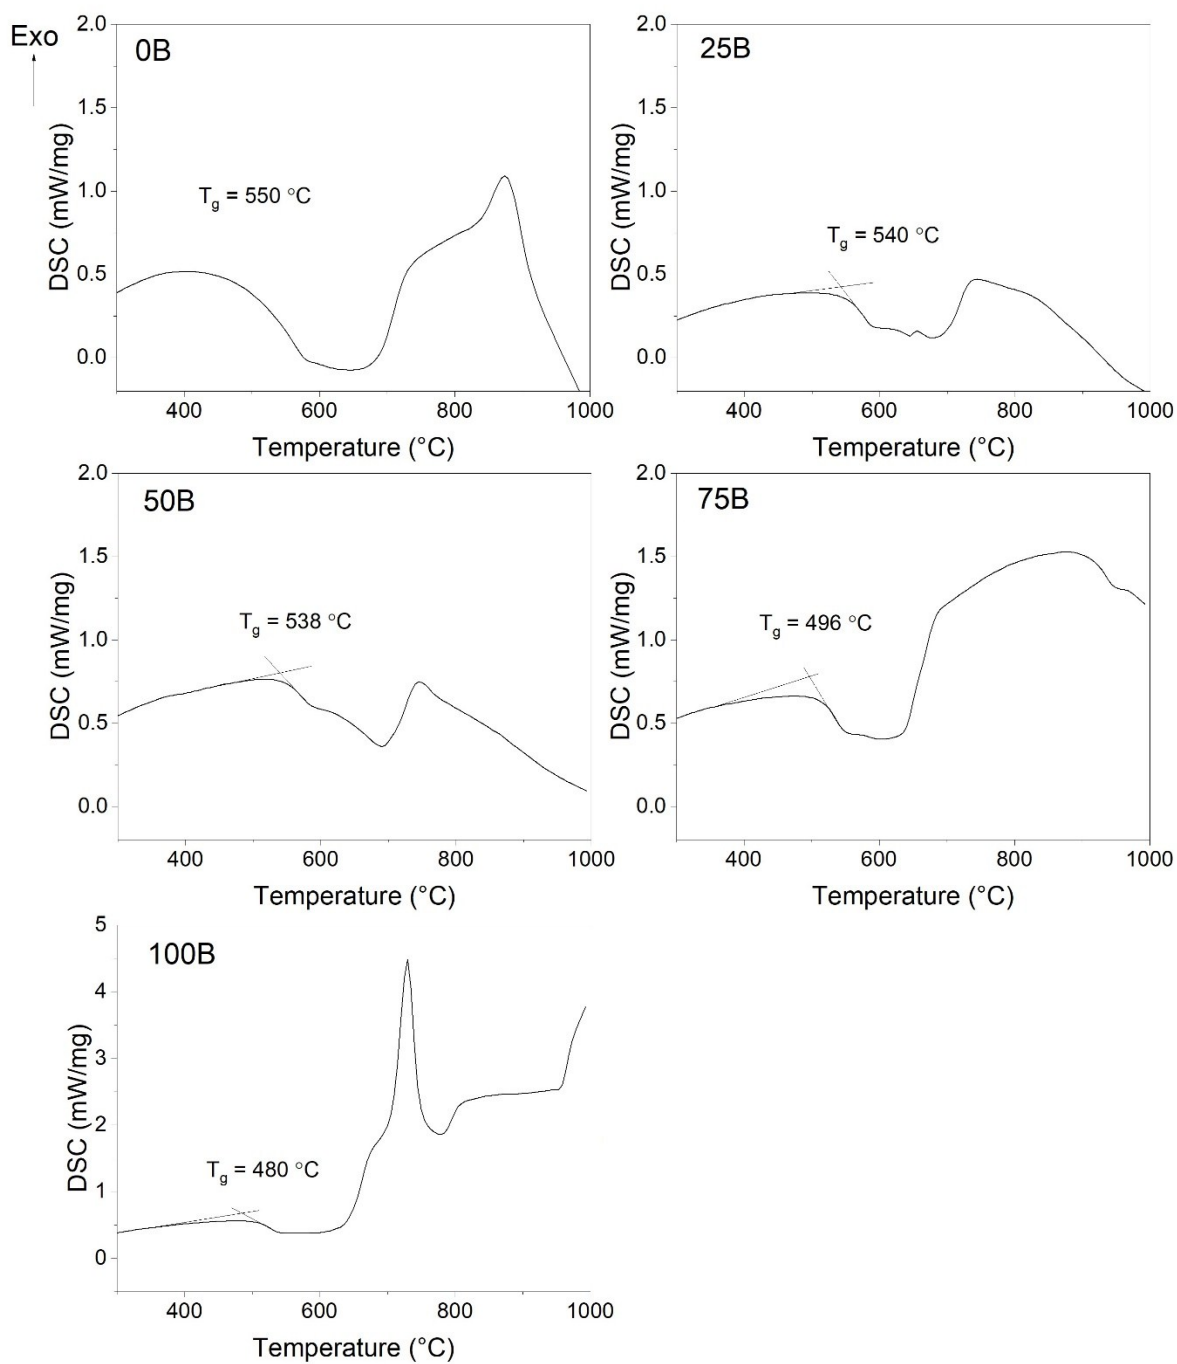 Exo
2.0
1.5
1.0
0.5
0.0
DSC (mW/mg)
0B
T_g = 550 °C
400 600 800 1000
Temperature (°C)
2.0
1.5
1.0
0.5
0.0
DSC (mW/mg)
25B
T_g = 540 °C
400 600 800 1000
Temperature (°C)
2.0
1.5
1.0
0.5
0.0
DSC (mW/mg)
50B
T_g = 538 °C
400 600 800 1000
Temperature (°C)
2.0
1.5
1.0
0.5
0.0
DSC (mW/mg)
75B
T_g = 496 °C
400 600 800 1000
Temperature (°C)
5
4
3
2
1
0
DSC (mW/mg)
100B
T_g = 480 °C
400 600 800 1000
Temperature (°C)